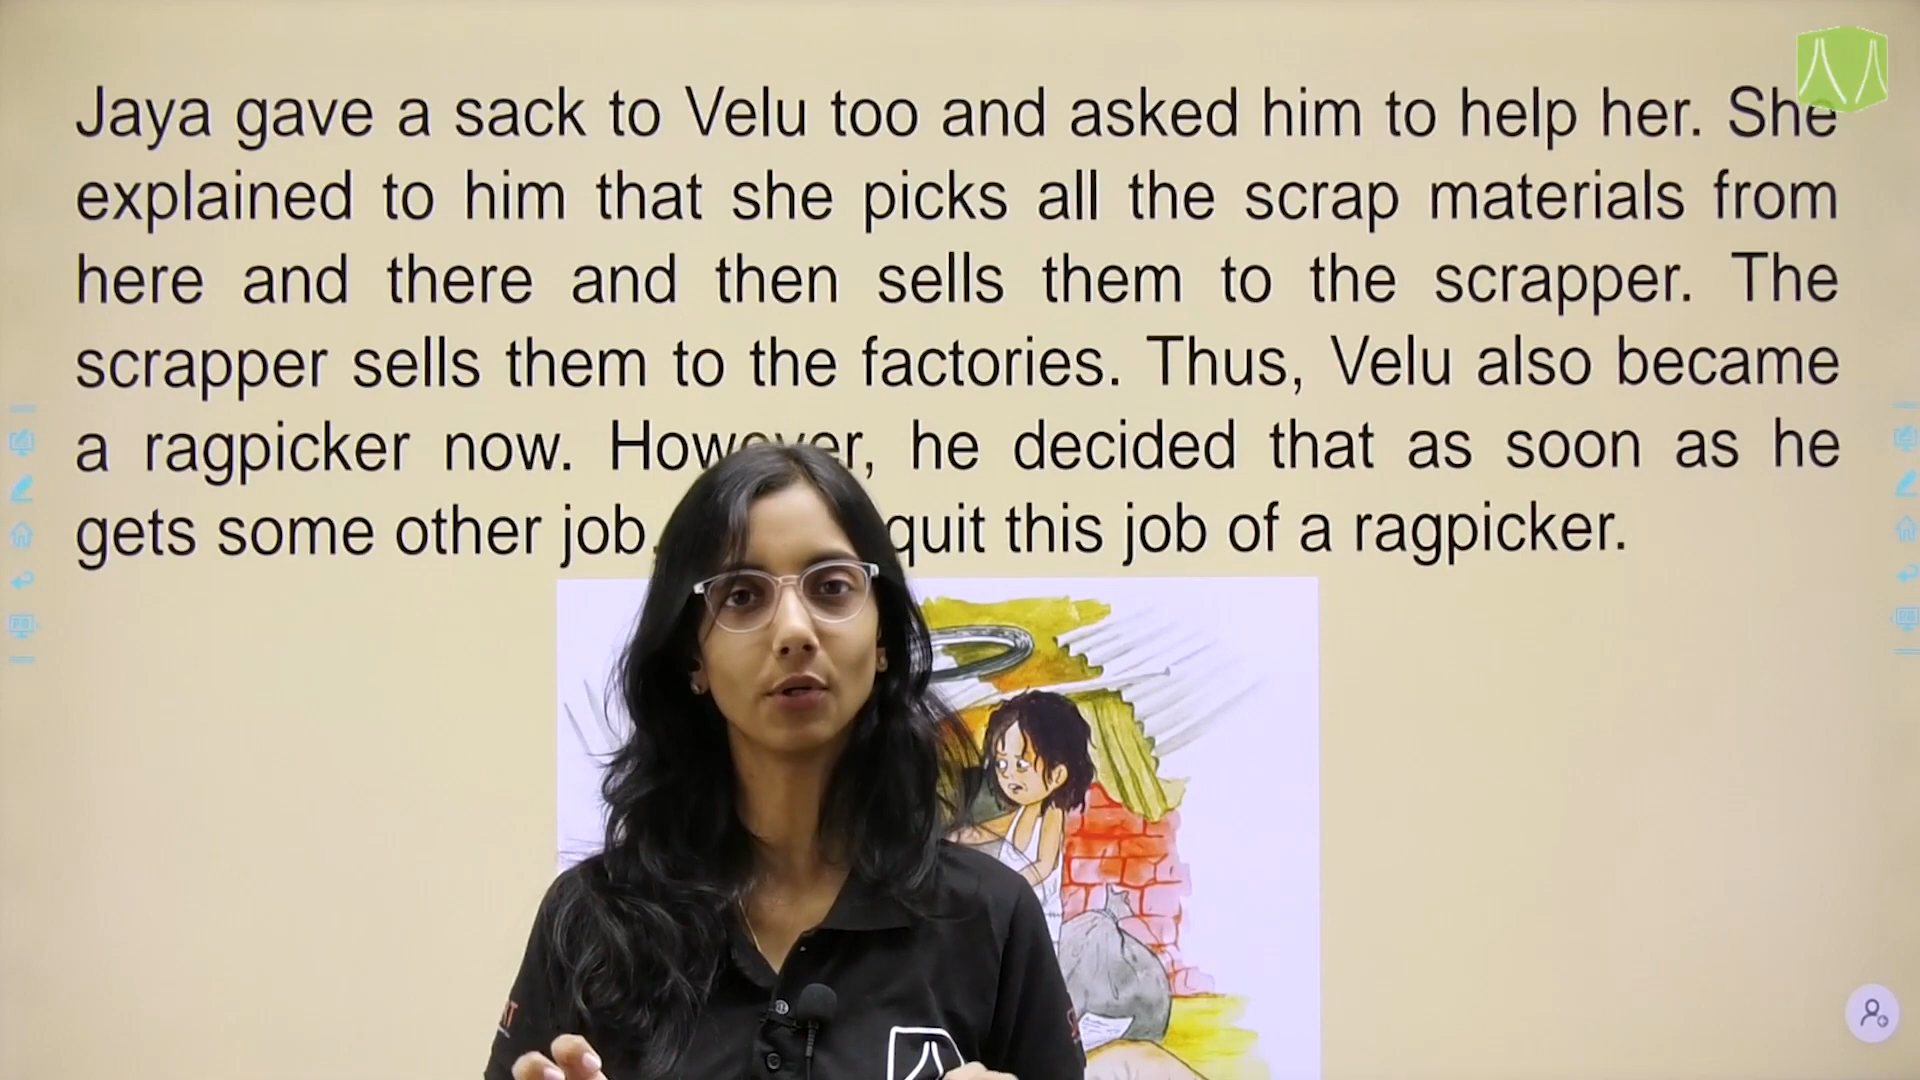 Jaya gave a sack to Velu too and asked him to help her. She
explained to him that she picks all the scrap materials from
here and there and then sells them to the scrapper. The
scrapper sells them to the factories. Thus, Velu also became
a ragpicker now. However, he decided that as soon as he
gets some other job, quit this job of a ragpicker.